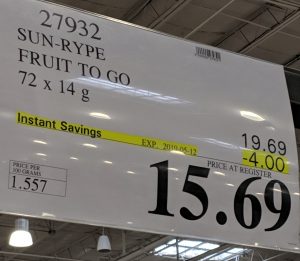 27932
SUN-RYPE
FRUIT TO GO
72 x 14 g
Instant Savings
EXP. 2019-05-12
19.69
-4.00
PRICE AT REGISTER
15.69
PRICE PER
100 GRAMS
1.557